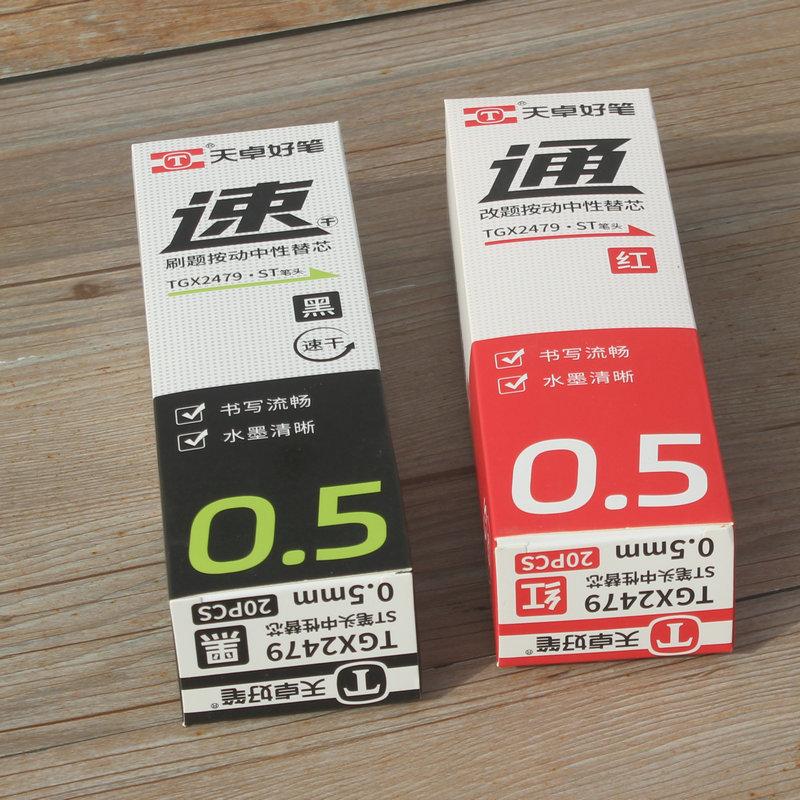 T ® 天卓好笔
速 干
刷题按动中性替芯
TGX2479·ST笔头
黑
速干
书写流畅
水墨清晰
0.5
0.5mm
20PCS
ST笔头中性替芯
TGX2479
黑
T 天卓好笔®
T ® 天卓好笔
通
改题按动中性替芯
TGX2479·ST笔头
红
书写流畅
水墨清晰
0.5
0.5mm
20PCS
ST笔头中性替芯
TGX2479
红
T 天卓好笔®